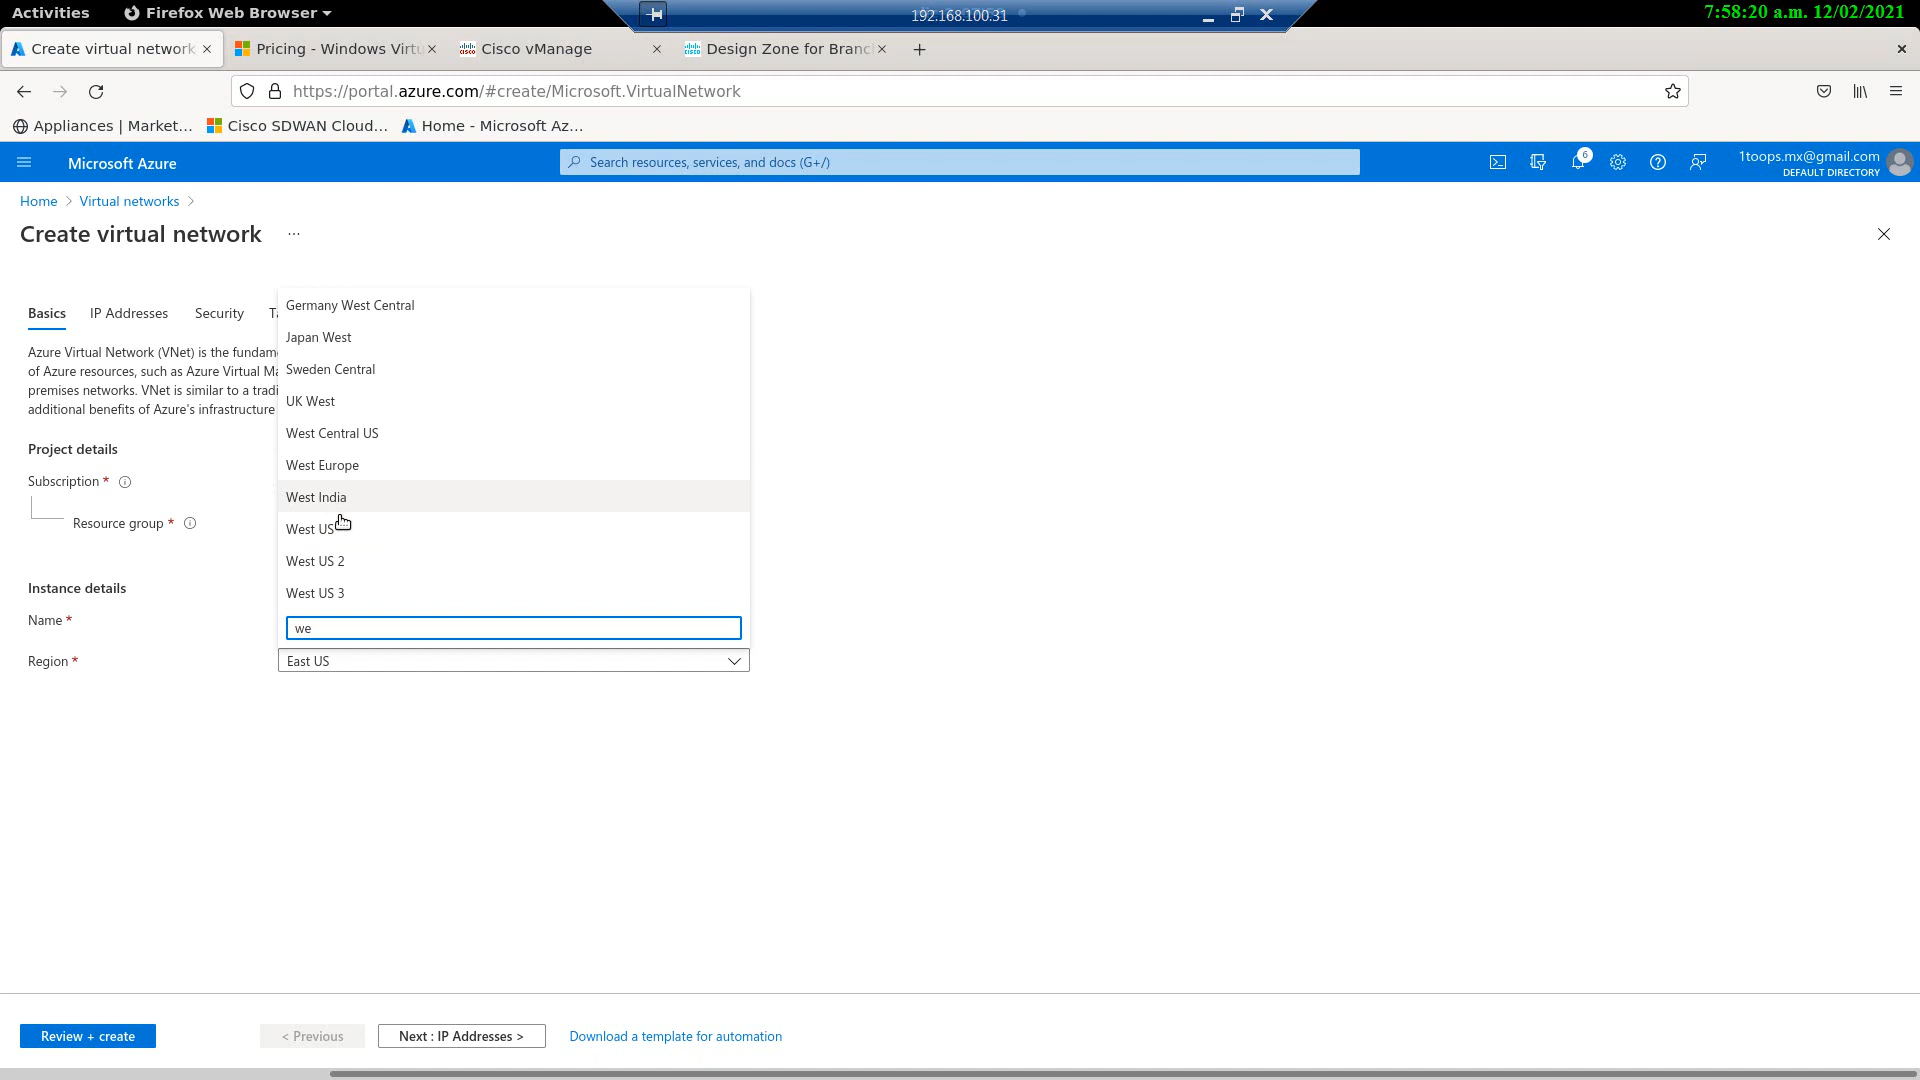 Activities
Firefox Web Browser
192.168.100.31
7:58:20 a.m. 12/02/2021
Create virtual network
Pricing - Windows Virtu
Cisco vManage
Design Zone for Branc
https://portal.azure.com/#create/Microsoft.VirtualNetwork
Appliances | Market...
Cisco SDWAN Cloud...
Home - Microsoft Az...
Microsoft Azure
Search resources, services, and docs (G+/)
6
1toops.mx@gmail.com
DEFAULT DIRECTORY
Home
Virtual networks
Create virtual network
...
Basics
IP Addresses
Security
Ta
Azure Virtual Network (VNet) is the fundam
of Azure resources, such as Azure Virtual Ma
premises networks. VNet is similar to a tradi
additional benefits of Azure's infrastructure
Project details
Subscription *
Resource group *
Instance details
Name *
Region *
Germany West Central
Japan West
Sweden Central
UK West
West Central US
West Europe
West India
West US
West US 2
West US 3
we
East US
Review + create
< Previous
Next : IP Addresses >
Download a template for automation